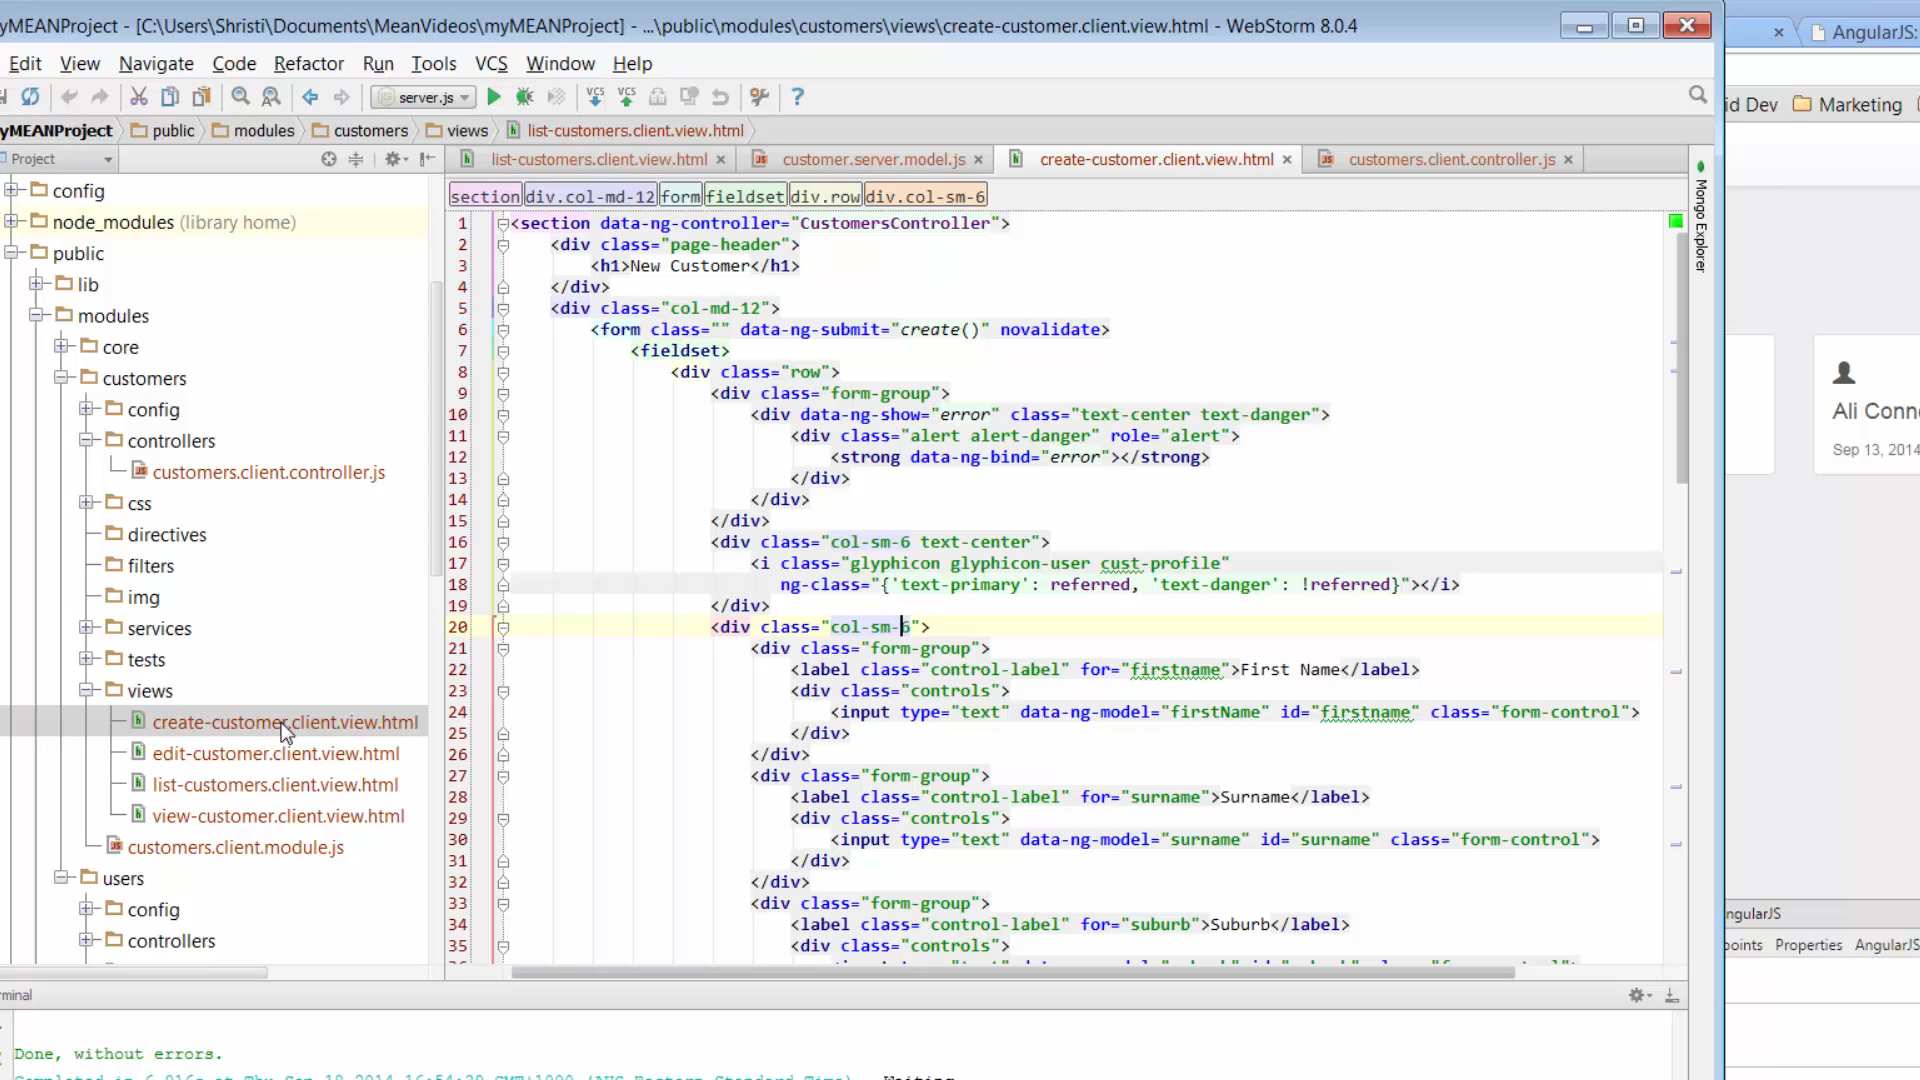 yMEANProject - [C:\Users\Shristi\Documents\MeanVideos\myMEANProject] - ...\public\modules\customers\views\create-customer.client.view.html - WebStorm 8.0.4
AngularJS:
Edit View Navigate Code Refactor Run Tools VCS Window Help
server.js
VCS VCS
id Dev Marketing
yMEANProject public modules customers views list-customers.client.view.html
Project
list-customers.client.view.html customer.server.model.js create-customer.client.view.html customers.client.controller.js
section div.col-md-12 form fieldset div.row div.col-sm-6
config
node_modules (library home)
public
lib
modules
core
customers
config
controllers
customers.client.controller.js
css
directives
filters
img
services
tests
views
create-customer.client.view.html
edit-customer.client.view.html
list-customers.client.view.html
view-customer.client.view.html
customers.client.module.js
users
config
controllers
1 <section data-ng-controller="CustomersController">
2 <div class="page-header">
3 <h1>New Customer</h1>
4 </div>
5 <div class="col-md-12">
6 <form class="" data-ng-submit="create()" novalidate>
7 <fieldset>
8 <div class="row">
9 <div class="form-group">
10 <div data-ng-show="error" class="text-center text-danger">
11 <div class="alert alert-danger" role="alert">
12 <strong data-ng-bind="error"></strong>
13 </div>
14 </div>
15 </div>
16 <div class="col-sm-6 text-center">
17 <i class="glyphicon glyphicon-user cust-profile"
18 ng-class="{'text-primary': referred, 'text-danger': !referred}"></i>
19 </div>
20 <div class="col-sm-6">
21 <div class="form-group">
22 <label class="control-label" for="firstname">First Name</label>
23 <div class="controls">
24 <input type="text" data-ng-model="firstName" id="firstname" class="form-control">
25 </div>
26 </div>
27 <div class="form-group">
28 <label class="control-label" for="surname">Surname</label>
29 <div class="controls">
30 <input type="text" data-ng-model="surname" id="surname" class="form-control">
31 </div>
32 </div>
33 <div class="form-group">
34 <label class="control-label" for="suburb">Suburb</label>
35 <div class="controls">
Mongo Explorer
Ali Conn
Sep 13, 2014
ngularJS
points Properties AngularJS
rminal
Done, without errors.